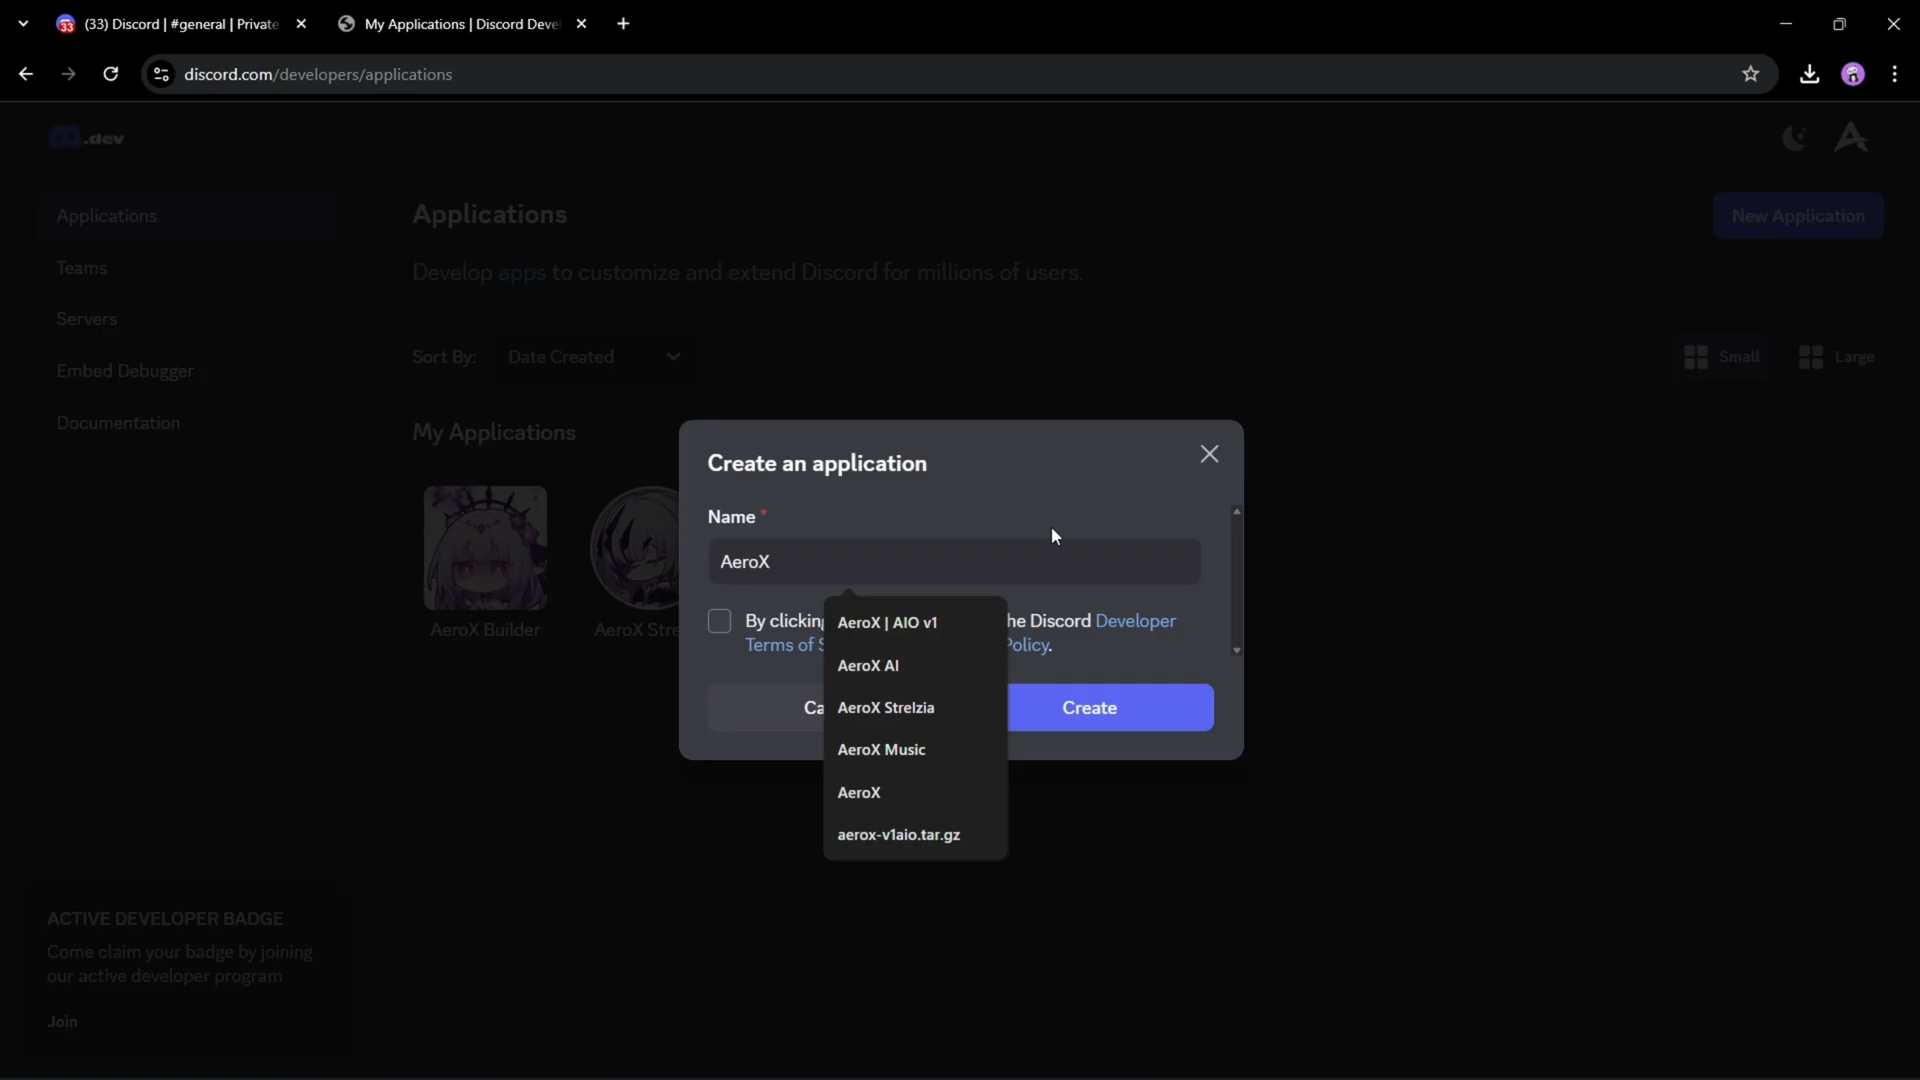 (33) Discord | #general | Private
My Applications | Discord Deve
discord.com/developers/applications
.dev
Applications
Teams
Servers
Embed Debugger
Documentation
Applications
New Application
Develop apps to customize and extend Discord for millions of users.
Sort By:
Date Created
Small
Large
My Applications
AeroX Builder
AeroX Stre
Create an application
Name *
AeroX
By clicking
he Discord Developer
Terms of S
Policy.
Ca
Create
AeroX | AIO v1
AeroX AI
AeroX Strelzia
AeroX Music
AeroX
aerox-v1aio.tar.gz
ACTIVE DEVELOPER BADGE
Come claim your badge by joining
our active developer program
Join